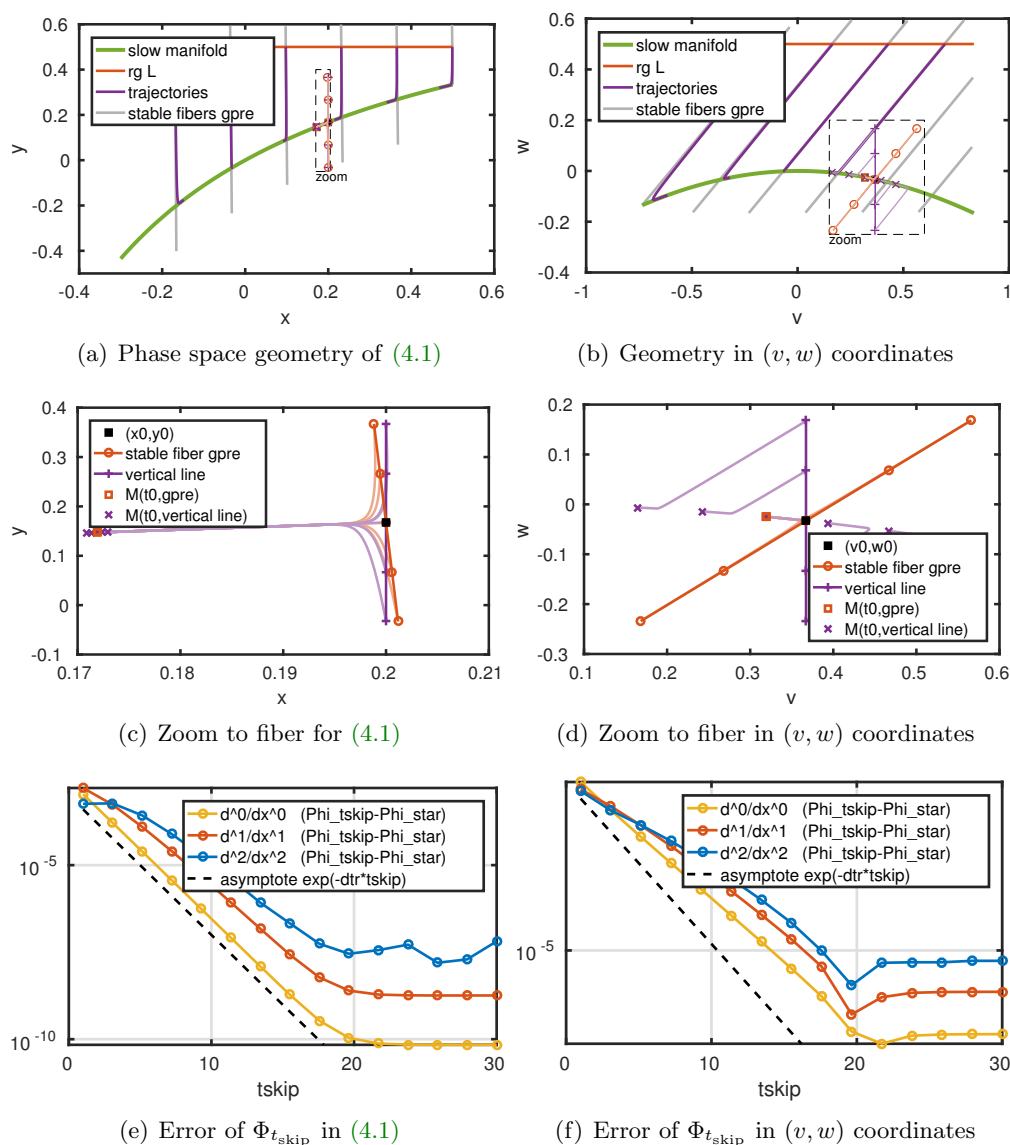 0.6
0.4
0.2
0
-0.2
-0.4
y
slow manifold
rg L
trajectories
stable fibers gpre
zoom
-0.4 -0.2 0 0.2 0.4 0.6
x
(a) Phase space geometry of (4.1)
0.6
0.4
0.2
0
-0.2
-0.4
w
slow manifold
rg L
trajectories
stable fibers gpre
zoom
-1 -0.5 0 0.5 1
v
(b) Geometry in (v, w) coordinates
0.4
0.3
0.2
0.1
0
-0.1
y
(x0,y0)
stable fiber gpre
vertical line
M(t0,gpre)
M(t0,vertical line)
0.17 0.18 0.19 0.2 0.21
x
(c) Zoom to fiber for (4.1)
0.2
0.1
0
-0.1
-0.2
-0.3
w
(v0,w0)
stable fiber gpre
vertical line
M(t0,gpre)
M(t0,vertical line)
0.1 0.2 0.3 0.4 0.5 0.6
v
(d) Zoom to fiber in (v, w) coordinates
10^-5
10^-10
d^0/dx^0 (Phi_tskip-Phi_star)
d^1/dx^1 (Phi_tskip-Phi_star)
d^2/dx^2 (Phi_tskip-Phi_star)
asymptote exp(-dtr*tskip)
0 10 20 30
tskip
(e) Error of Φ_{t_skip} in (4.1)
10^-5
d^0/dx^0 (Phi_tskip-Phi_star)
d^1/dx^1 (Phi_tskip-Phi_star)
d^2/dx^2 (Phi_tskip-Phi_star)
asymptote exp(-dtr*tskip)
0 10 20 30
tskip
(f) Error of Φ_{t_skip} in (v, w) coordinates